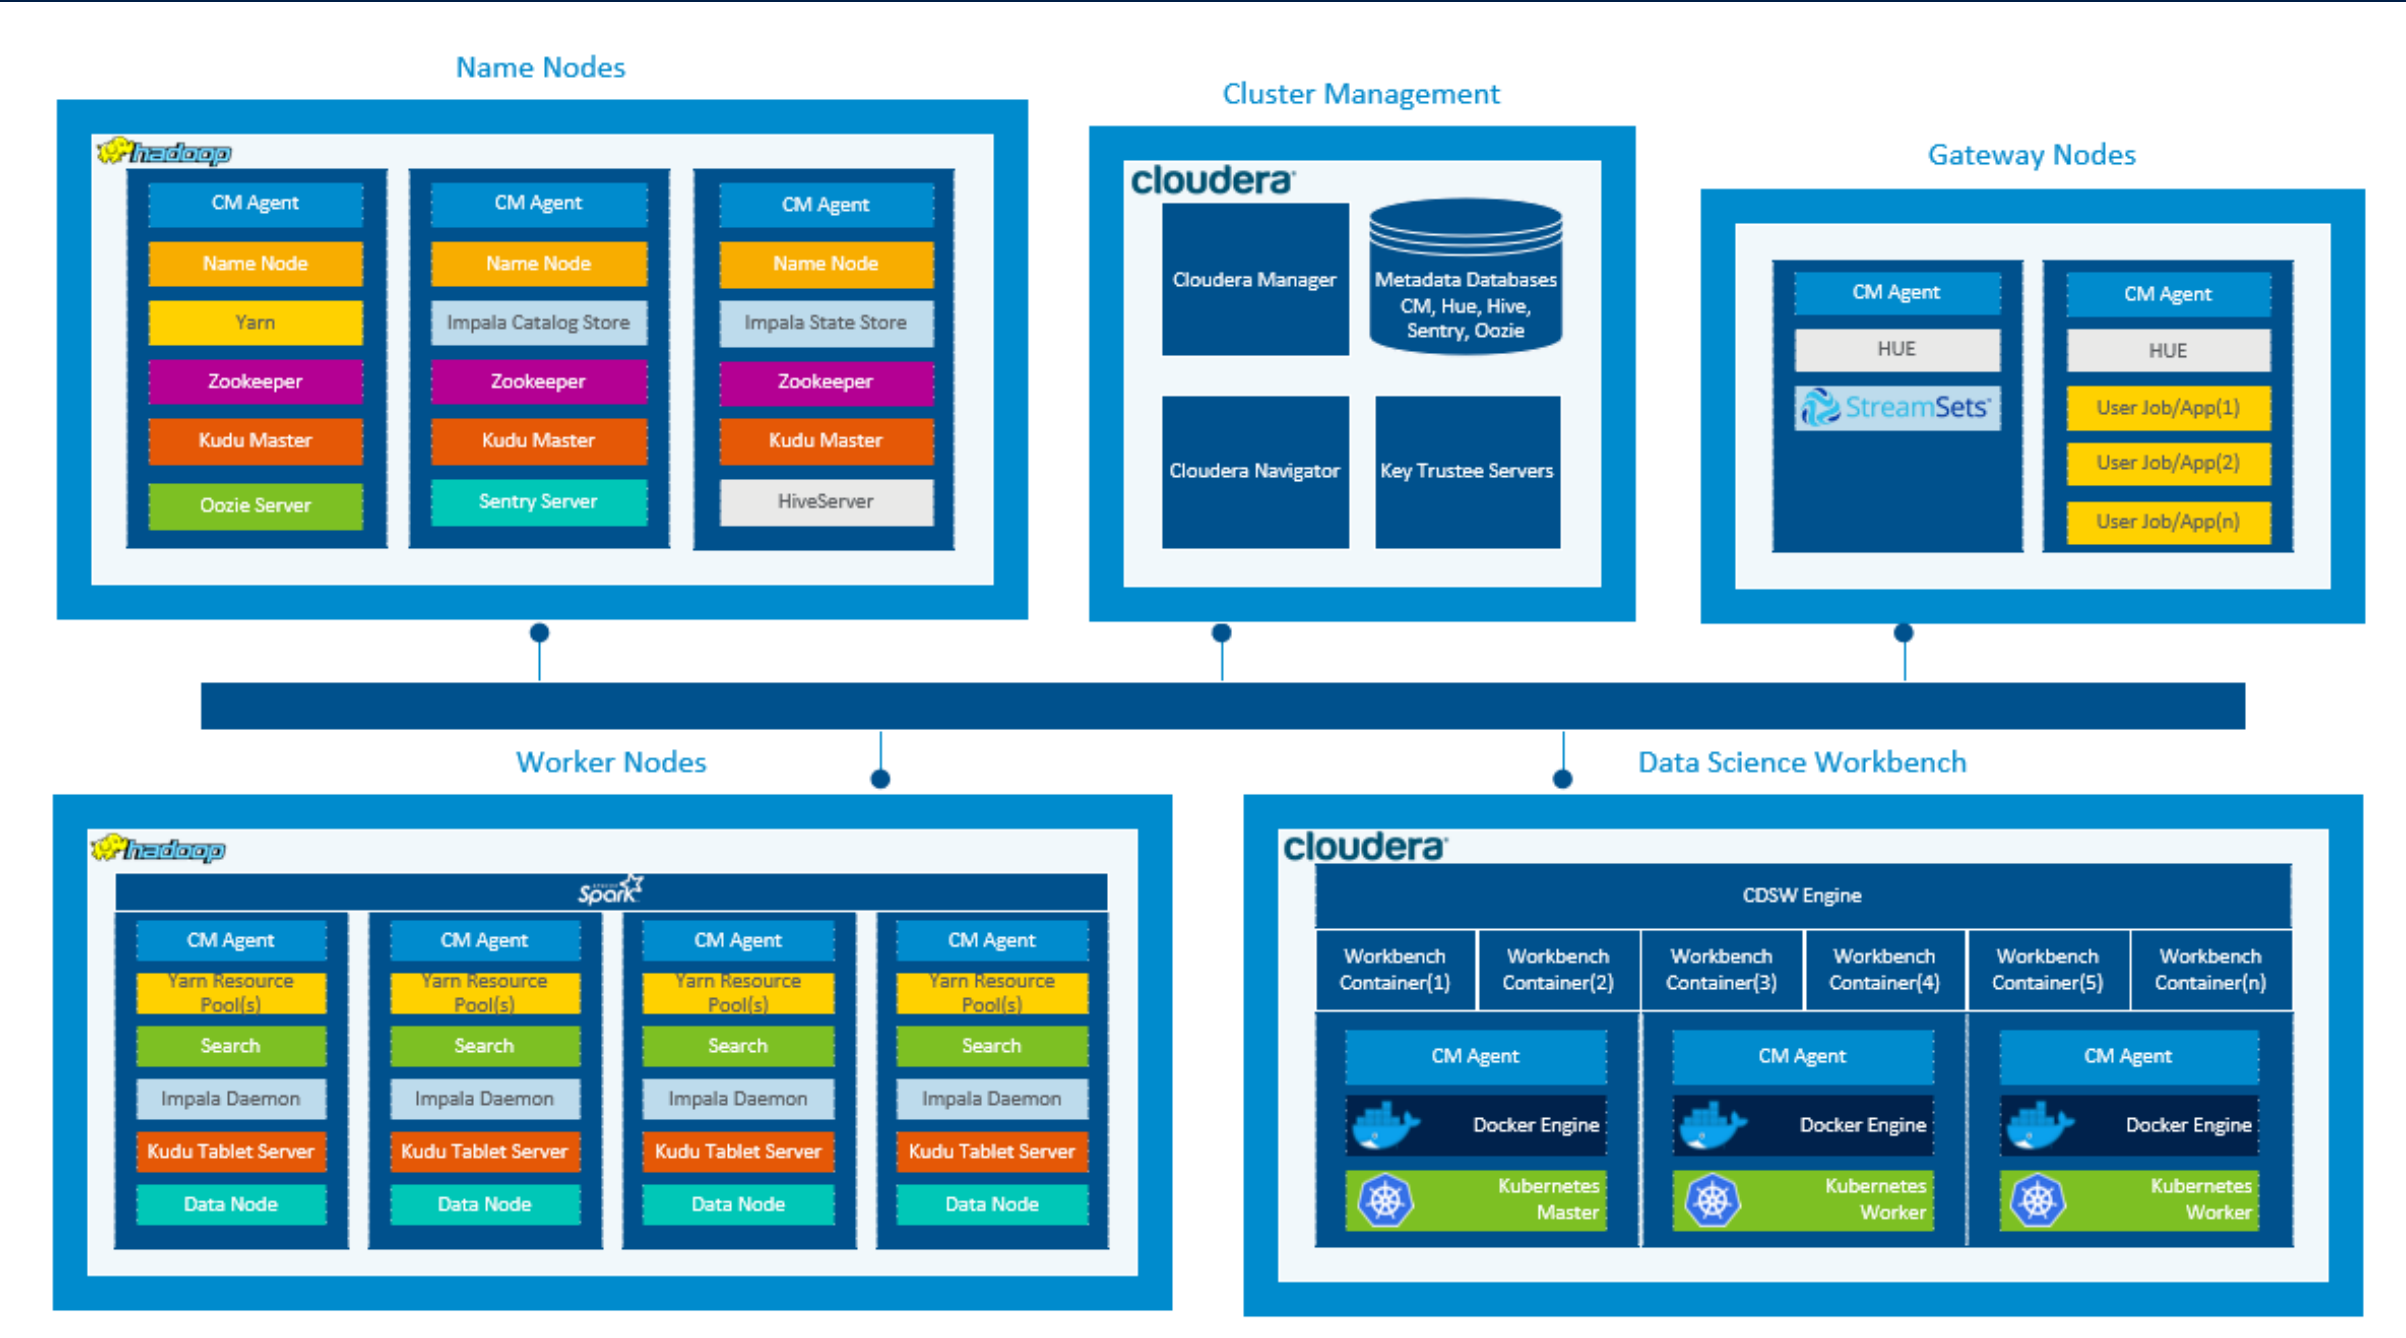 Name Nodes
hadoop
CM Agent
Name Node
Yarn
Zookeeper
Kudu Master
Oozie Server
CM Agent
Name Node
Impala Catalog Store
Zookeeper
Kudu Master
Sentry Server
CM Agent
Name Node
Impala State Store
Zookeeper
Kudu Master
HiveServer
Cluster Management
cloudera
Cloudera Manager
Metadata Databases
CM, Hue, Hive,
Sentry, Oozie
Cloudera Navigator
Key Trustee Servers
Gateway Nodes
CM Agent
HUE
StreamSets
CM Agent
HUE
User Job/App(1)
User Job/App(2)
User Job/App(n)
Worker Nodes
hadoop
APACHE
Spark
CM Agent
Yarn Resource
Pool(s)
Search
Impala Daemon
Kudu Tablet Server
Data Node
CM Agent
Yarn Resource
Pool(s)
Search
Impala Daemon
Kudu Tablet Server
Data Node
CM Agent
Yarn Resource
Pool(s)
Search
Impala Daemon
Kudu Tablet Server
Data Node
CM Agent
Yarn Resource
Pool(s)
Search
Impala Daemon
Kudu Tablet Server
Data Node
Data Science Workbench
cloudera
CDSW Engine
Workbench
Container(1)
Workbench
Container(2)
Workbench
Container(3)
Workbench
Container(4)
Workbench
Container(5)
Workbench
Container(n)
CM Agent
Docker Engine
Kubernetes
Master
CM Agent
Docker Engine
Kubernetes
Worker
CM Agent
Docker Engine
Kubernetes
Worker